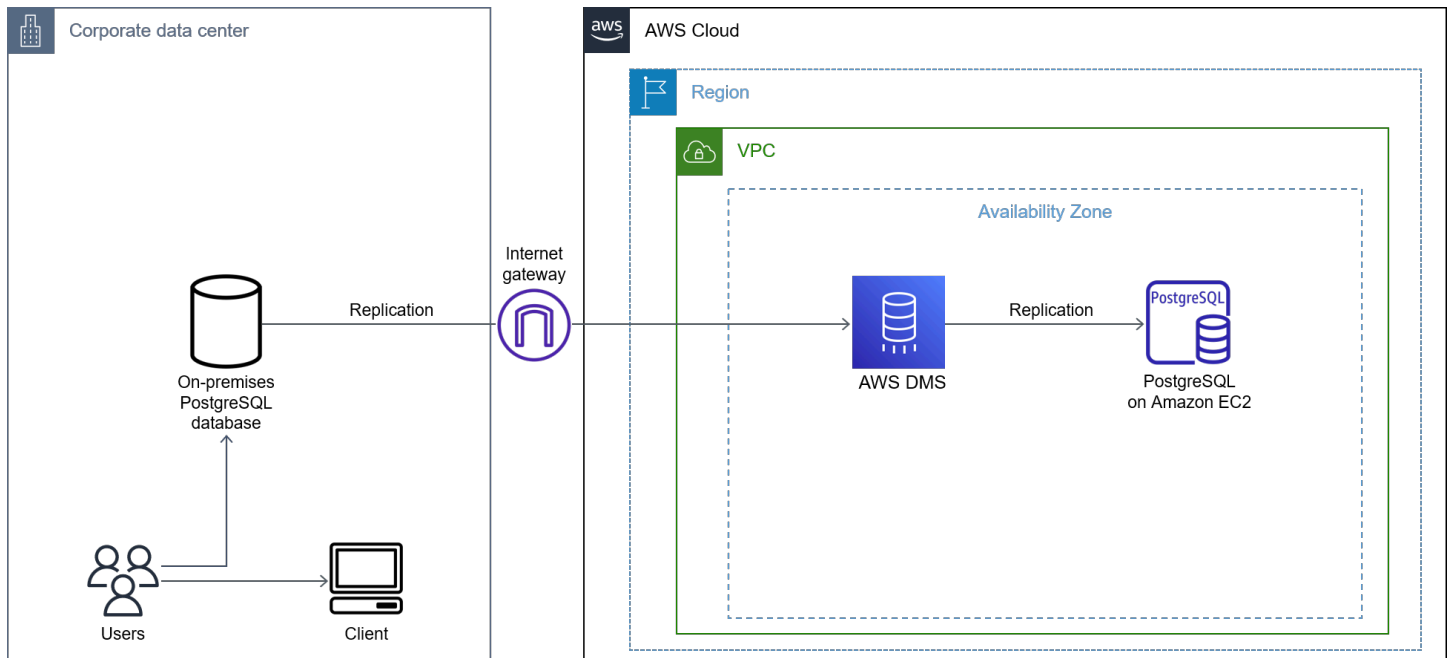 Corporate data center
aws
AWS Cloud
Region
VPC
Availability Zone
Internet
gateway
Replication
Replication
PostgreSQL
On-premises
PostgreSQL
database
AWS DMS
PostgreSQL
on Amazon EC2
Users
Client